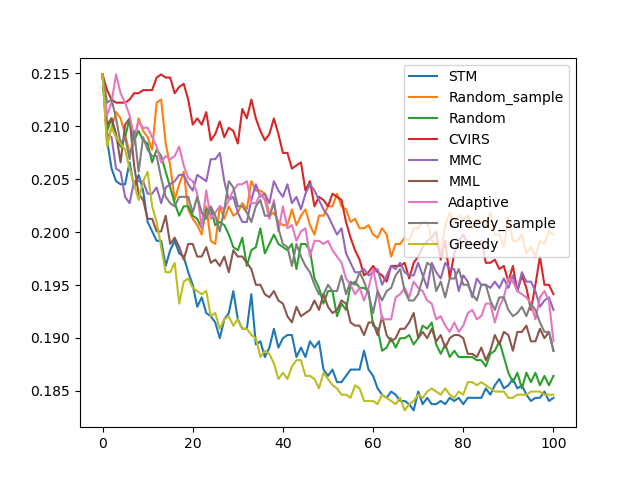 0.215
0.210
0.205
0.200
0.195
0.190
0.185
0
20
40
60
80
100
STM
Random_sample
Random
CVIRS
MMC
MML
Adaptive
Greedy_sample
Greedy